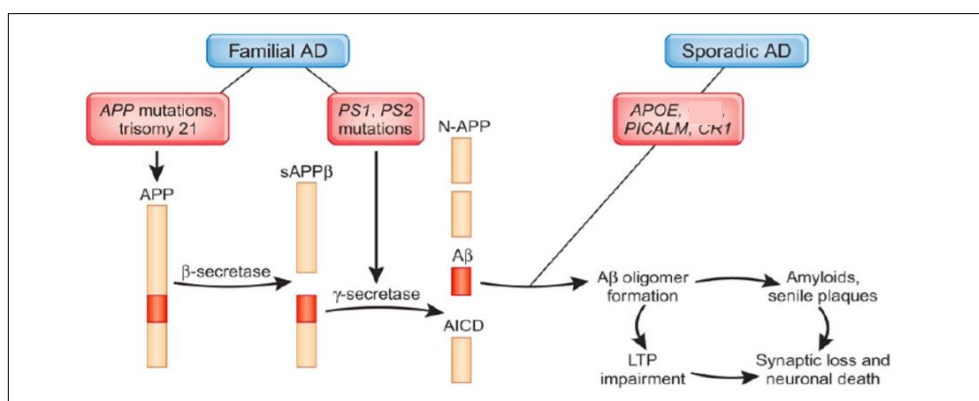 Familial AD
Sporadic AD
APP mutations,
trisomy 21
PS1, PS2
mutations
APOE, ,
PICALM, CR1
N-APP
sAPPβ
APP
Aβ
β-secretase
γ-secretase
AICD
Aβ oligomer
formation
Amyloids,
senile plaques
LTP
impairment
Synaptic loss and
neuronal death